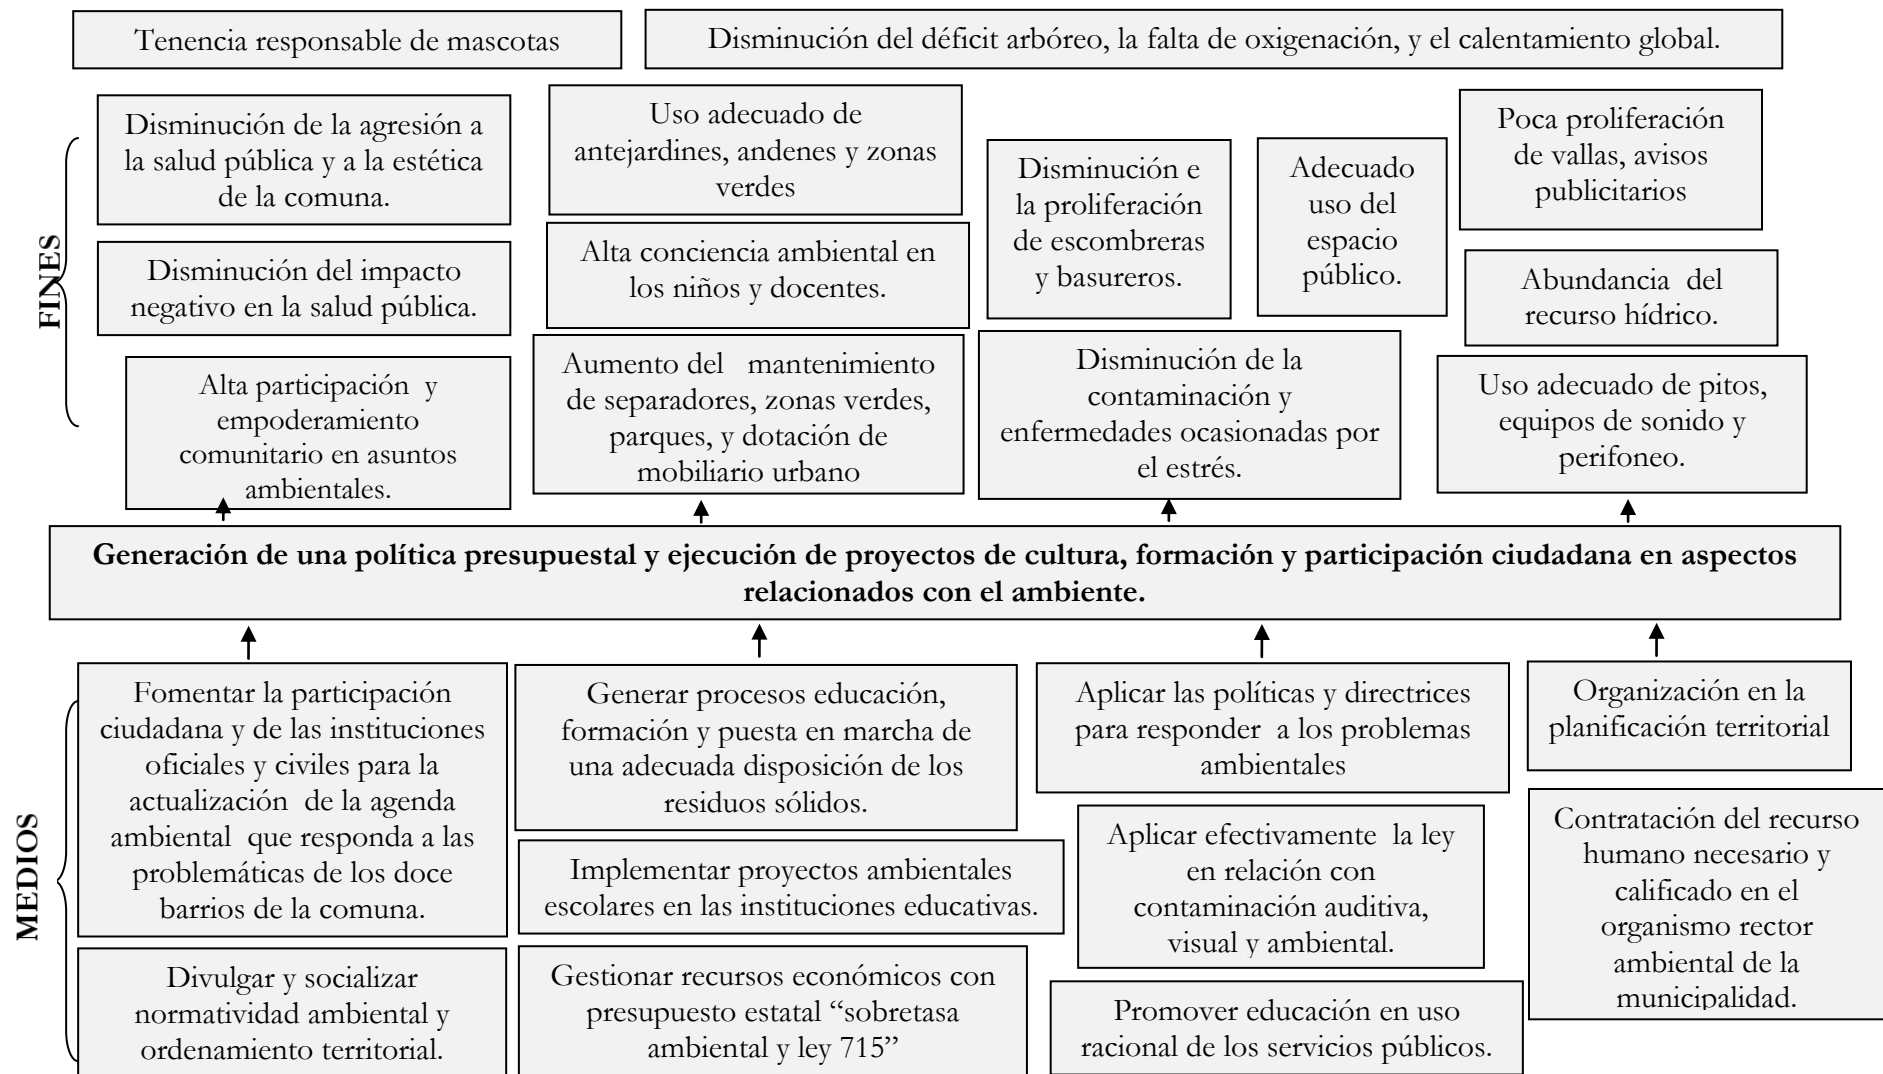 Tenencia responsable de mascotas
Disminución del déficit arbóreo, la falta de oxigenación, y el calentamiento global.
FINES
Disminución de la agresión a
la salud pública y a la estética
de la comuna.
Uso adecuado de
antejardines, andenes y zonas
verdes
Disminución e
la proliferación
de escombreras
y basureros.
Adecuado
uso del
espacio
público.
Poca proliferación
de vallas, avisos
publicitarios
Disminución del impacto
negativo en la salud pública.
Alta conciencia ambiental en
los niños y docentes.
Abundancia del
recurso hídrico.
Alta participación y
empoderamiento
comunitario en asuntos
ambientales.
Aumento del mantenimiento
de separadores, zonas verdes,
parques, y dotación de
mobiliario urbano
Disminución de la
contaminación y
enfermedades ocasionadas por
el estrés.
Uso adecuado de pitos,
equipos de sonido y
perifoneo.
Generación de una política presupuestal y ejecución de proyectos de cultura, formación y participación ciudadana en aspectos
relacionados con el ambiente.
MEDIOS
Fomentar la participación
ciudadana y de las instituciones
oficiales y civiles para la
actualización de la agenda
ambiental que responda a las
problemáticas de los doce
barrios de la comuna.
Generar procesos educación,
formación y puesta en marcha de
una adecuada disposición de los
residuos sólidos.
Aplicar las políticas y directrices
para responder a los problemas
ambientales
Organización en la
planificación territorial
Implementar proyectos ambientales
escolares en las instituciones educativas.
Aplicar efectivamente la ley
en relación con
contaminación auditiva,
visual y ambiental.
Contratación del recurso
humano necesario y
calificado en el
organismo rector
ambiental de la
municipalidad.
Divulgar y socializar
normatividad ambiental y
ordenamiento territorial.
Gestionar recursos económicos con
presupuesto estatal “sobretasa
ambiental y ley 715”
Promover educación en uso
racional de los servicios públicos.